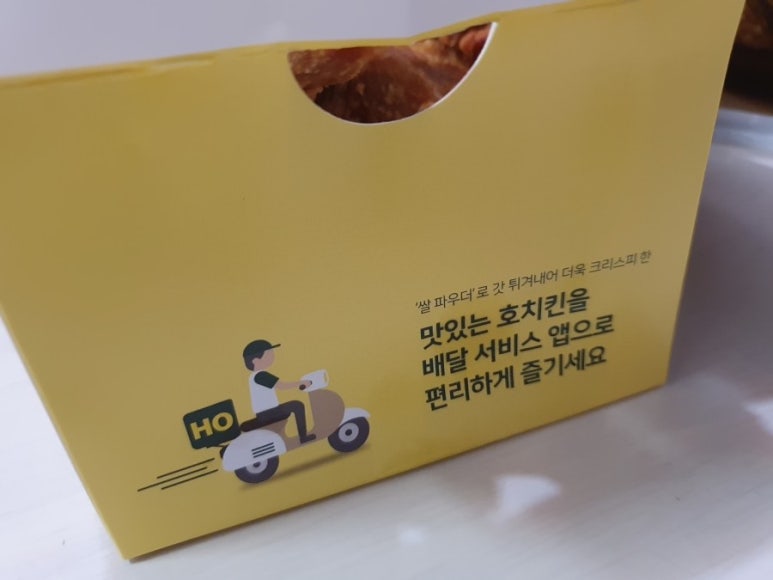 '쌀 파우더'로 갓 튀겨내어 더욱 크리스피 한
맛있는 호치킨을
배달 서비스 앱으로
편리하게 즐기세요
HO